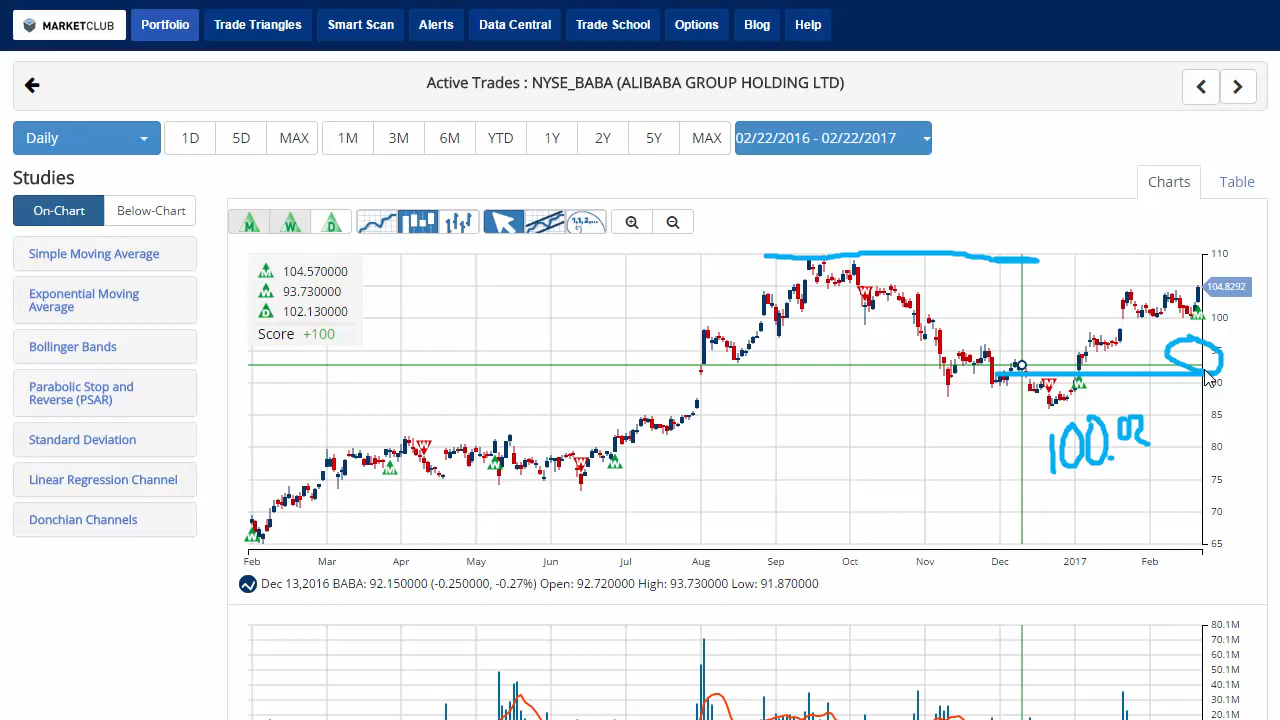 MARKETCLUB Portfolio Trade Triangles Smart Scan Alerts Data Central Trade School Options Blog Help
Active Trades : NYSE_BABA (ALIBABA GROUP HOLDING LTD)
Daily 1D 5D MAX 1M 3M 6M YTD 1Y 2Y 5Y MAX 02/22/2016 - 02/22/2017
Studies
Charts Table
On-Chart Below-Chart
M W D
Simple Moving Average
Exponential Moving
Average
Bollinger Bands
Parabolic Stop and
Reverse (PSAR)
Standard Deviation
Linear Regression Channel
Donchian Channels
M 104.570000
W 93.730000
D 102.130000
Score +100
110
104.8292
100
95
90
85
80
75
70
65
100.02
Feb Mar Apr May Jun Jul Aug Sep Oct Nov Dec 2017 Feb
Dec 13,2016 BABA: 92.150000 (-0.250000, -0.27%) Open: 92.720000 High: 93.730000 Low: 91.870000
80.1M
70.1M
60.1M
50.1M
40.1M
30.1M
20.1M